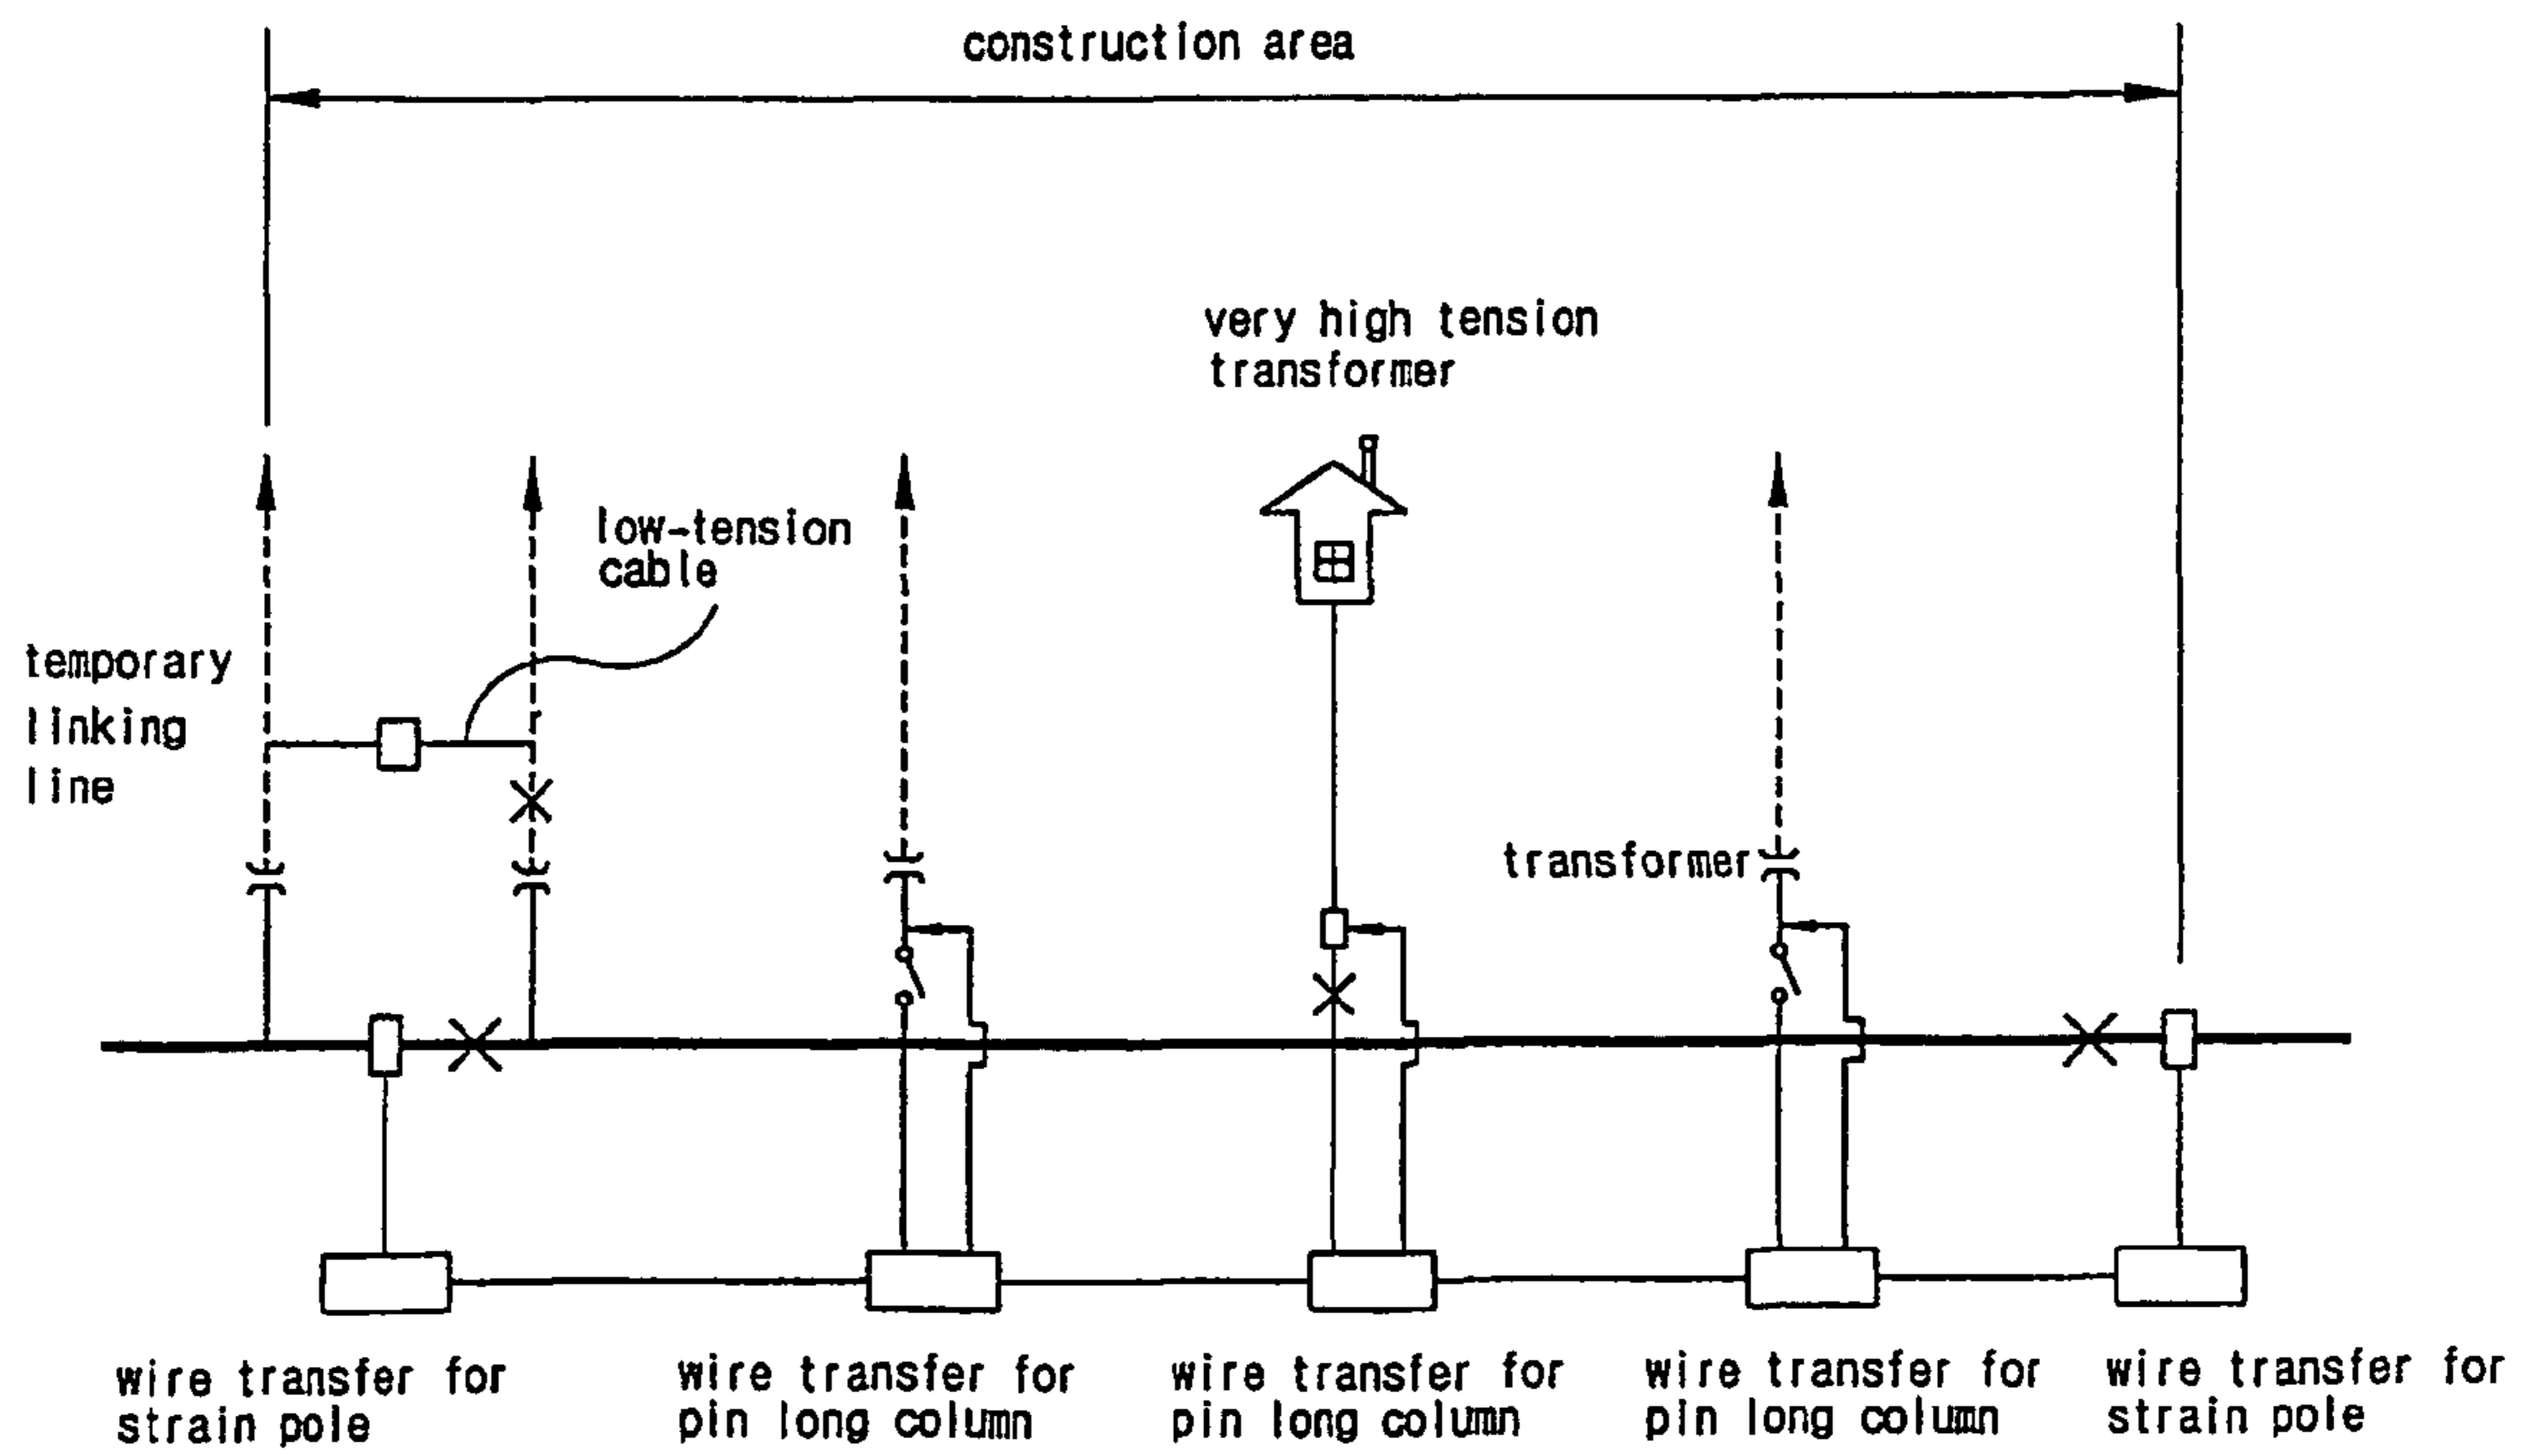 construction area
very high tension
transformer
low-tension
cable
temporary
linking
line
transformer
wire transfer for
strain pole
wire transfer for
pin long column
wire transfer for
pin long column
wire transfer for
pin long column
wire transfer for
strain pole